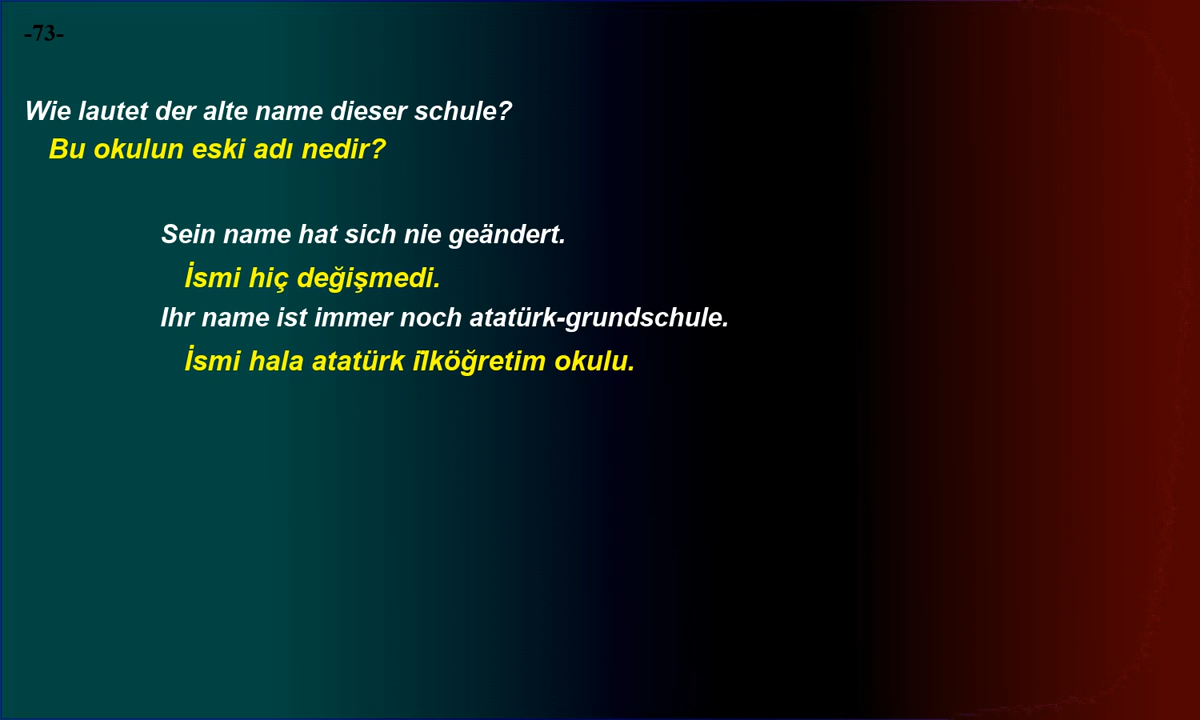 -73-
Wie lautet der alte name dieser schule?
Bu okulun eski adı nedir?
Sein name hat sich nie geändert.
İsmi hiç değişmedi.
Ihr name ist immer noch atatürk-grundschule.
İsmi hala atatürk i̇lköğretim okulu.